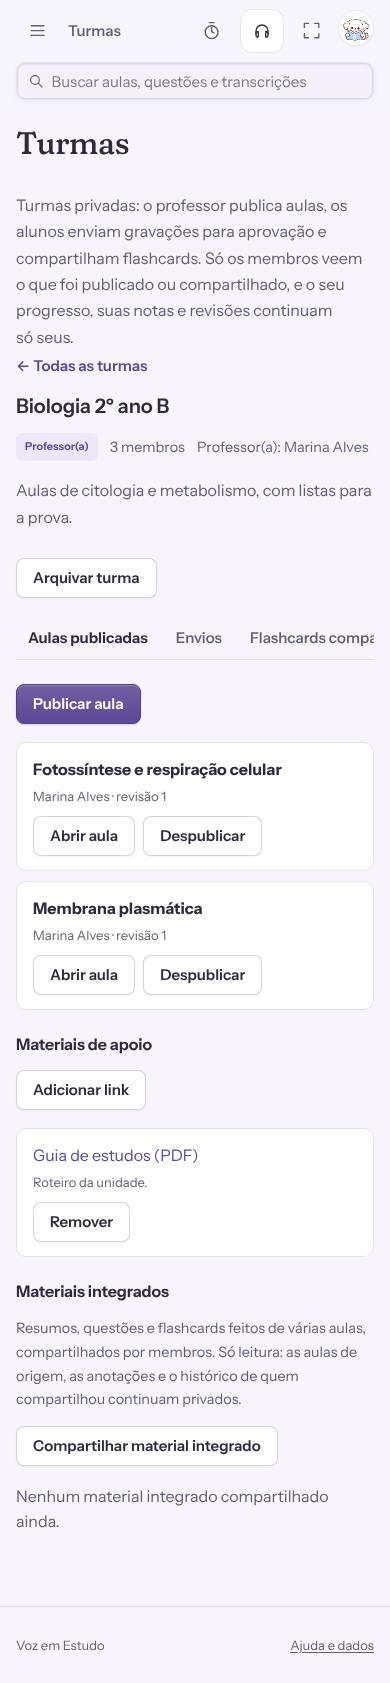 Turmas
Buscar aulas, questões e transcrições
Turmas
Turmas privadas: o professor publica aulas, os
alunos enviam gravações para aprovação e
compartilham flashcards. Só os membros veem
o que foi publicado ou compartilhado, e o seu
progresso, suas notas e revisões continuam
só seus.
← Todas as turmas
Biologia 2º ano B
Professor(a) 3 membros Professor(a): Marina Alves
Aulas de citologia e metabolismo, com listas para
a prova.
Arquivar turma
Aulas publicadas Envios Flashcards compa
Publicar aula
Fotossíntese e respiração celular
Marina Alves · revisão 1
Abrir aula Despublicar
Membrana plasmática
Marina Alves · revisão 1
Abrir aula Despublicar
Materiais de apoio
Adicionar link
Guia de estudos (PDF)
Roteiro da unidade.
Remover
Materiais integrados
Resumos, questões e flashcards feitos de várias aulas,
compartilhados por membros. Só leitura: as aulas de
origem, as anotações e o histórico de quem
compartilhou continuam privados.
Compartilhar material integrado
Nenhum material integrado compartilhado
ainda.
Voz em Estudo Ajuda e dados